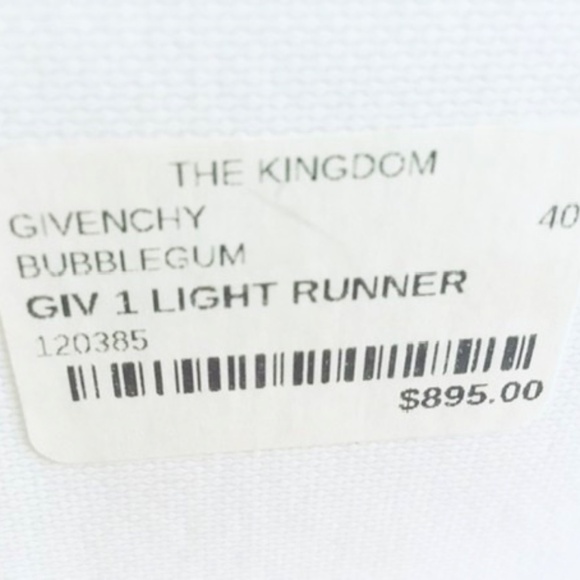 THE KINGDOM
GIVENCHY 40
BUBBLEGUM
GIV 1 LIGHT RUNNER
120385
$895.00